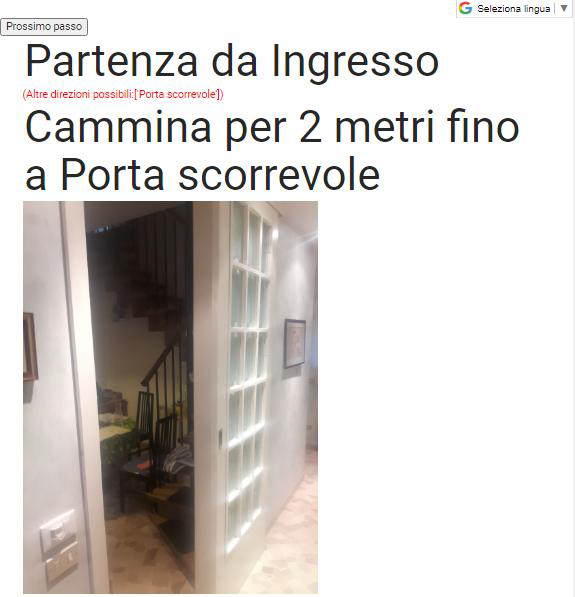 Seleziona lingua ▼
Prossimo passo
Partenza da Ingresso
(Altre direzioni possibili:['Porta scorrevole'])
Cammina per 2 metri fino
a Porta scorrevole